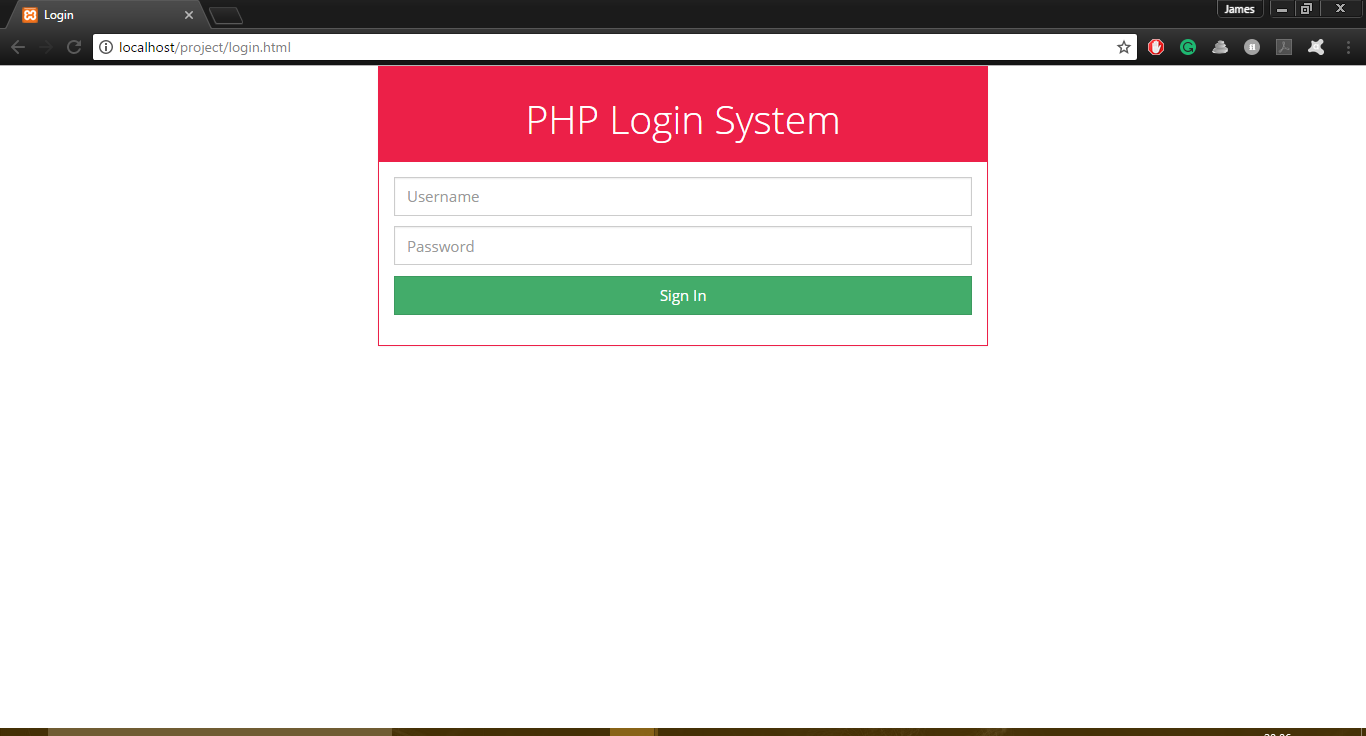 Login
James
localhost/project/login.html
PHP Login System
Username
Password
Sign In